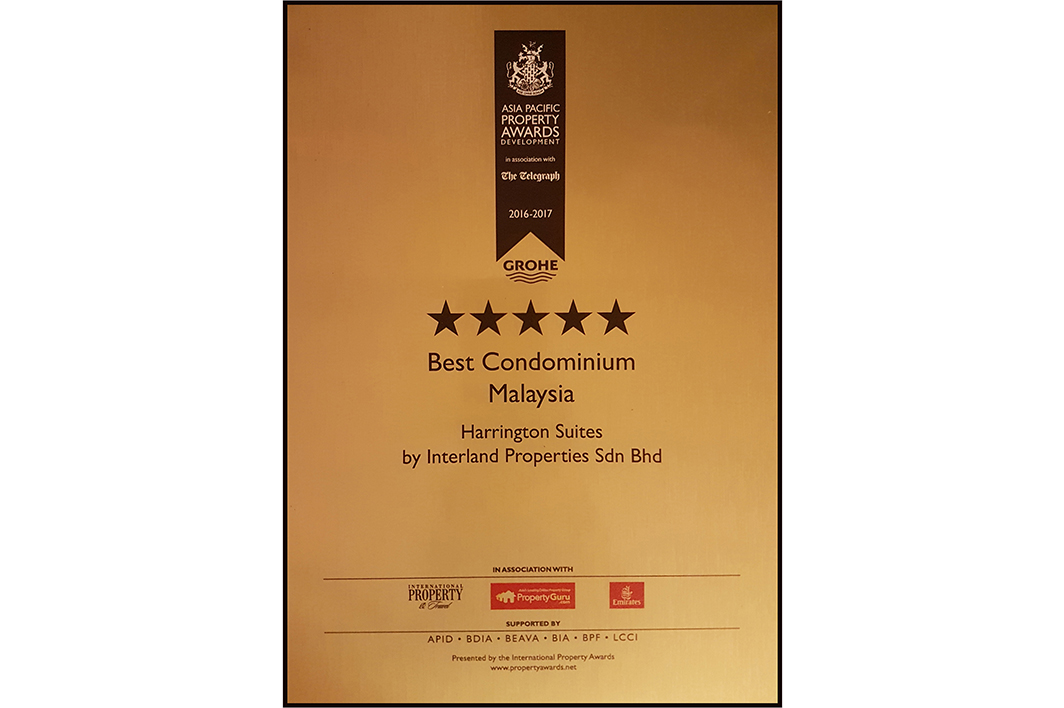 ASIA PACIFIC
PROPERTY
AWARDS
DEVELOPMENT
in association with
The Telegraph
2016-2017
GROHE
Best Condominium
Malaysia
Harrington Suites
by Interland Properties Sdn Bhd
IN ASSOCIATION WITH
INTERNATIONAL
PROPERTY
& Travel
PropertyGuru
.com
Emirates
SUPPORTED BY
APID • BDIA • BEAVA • BIA • BPF • LCCI
Presented by the International Property Awards
www.propertyawards.net